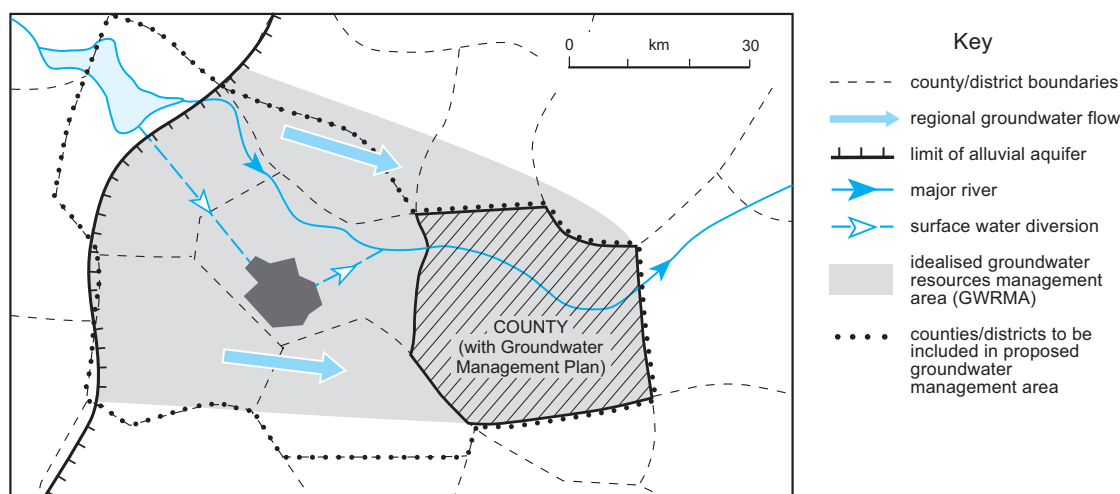 0 km 30
COUNTY
(with Groundwater
Management Plan)
Key
county/district boundaries
regional groundwater flow
limit of alluvial aquifer
major river
surface water diversion
idealised groundwater
resources management
area (GWRMA)
counties/districts to be
included in proposed
groundwater
management area